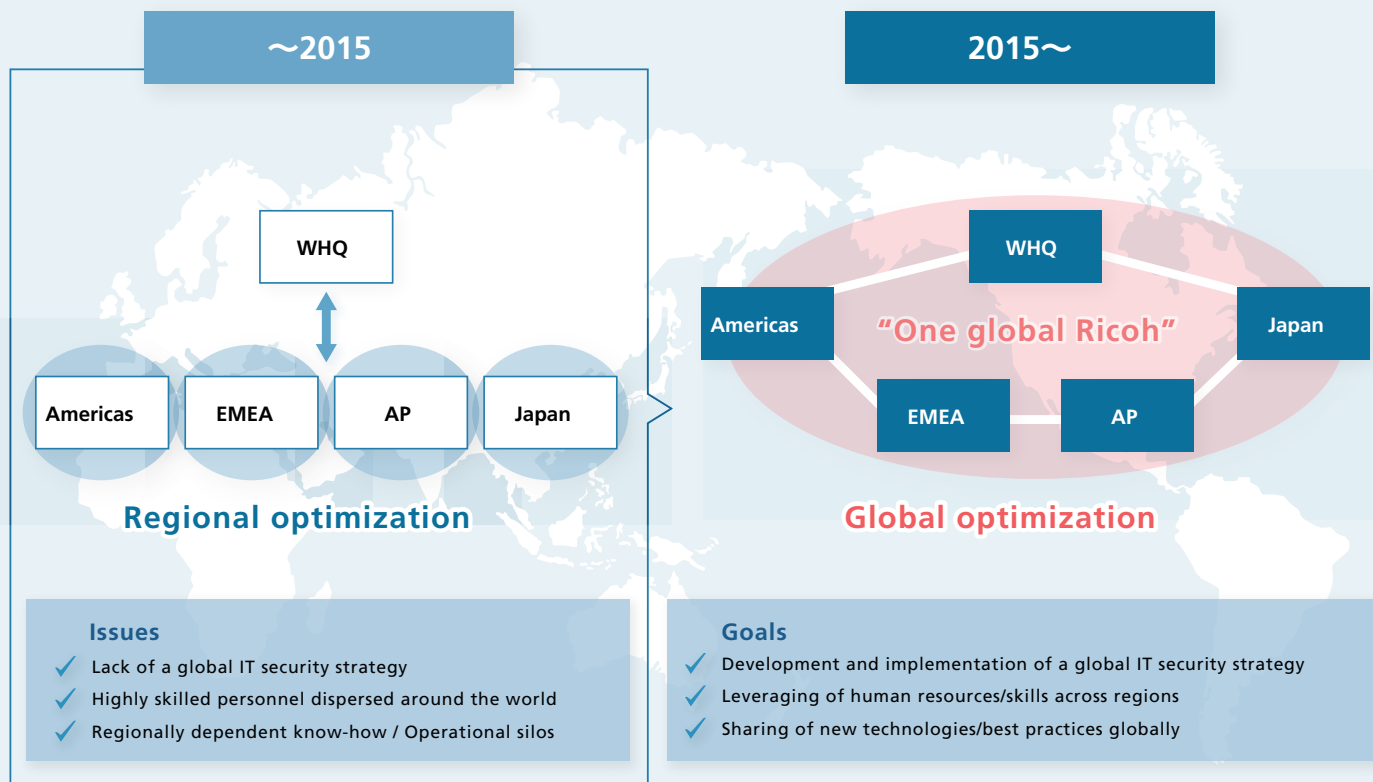 〜2015
WHQ
Americas
EMEA
AP
Japan
Regional optimization
Issues
Lack of a global IT security strategy
Highly skilled personnel dispersed around the world
Regionally dependent know-how / Operational silos
2015〜
WHQ
Americas
“One global Ricoh”
Japan
EMEA
AP
Global optimization
Goals
Development and implementation of a global IT security strategy
Leveraging of human resources/skills across regions
Sharing of new technologies/best practices globally